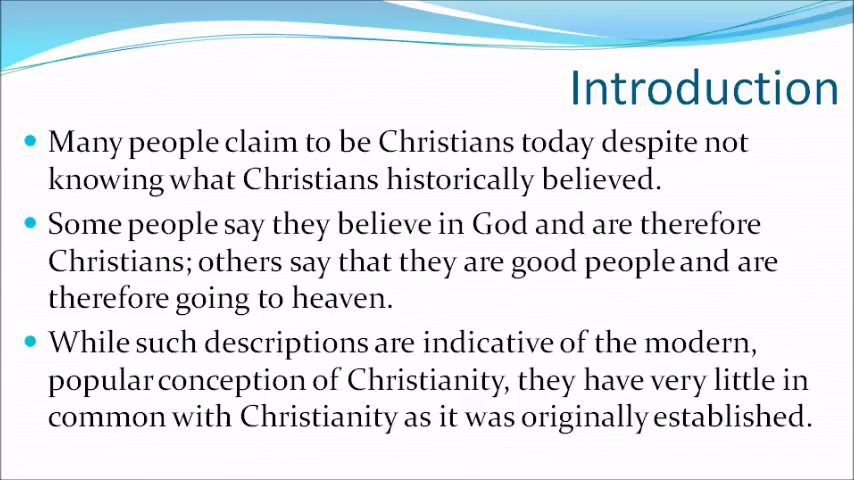 Introduction
Many people claim to be Christians today despite not
knowing what Christians historically believed.
Some people say they believe in God and are therefore
Christians; others say that they are good people and are
therefore going to heaven.
While such descriptions are indicative of the modern,
popular conception of Christianity, they have very little in
common with Christianity as it was originally established.